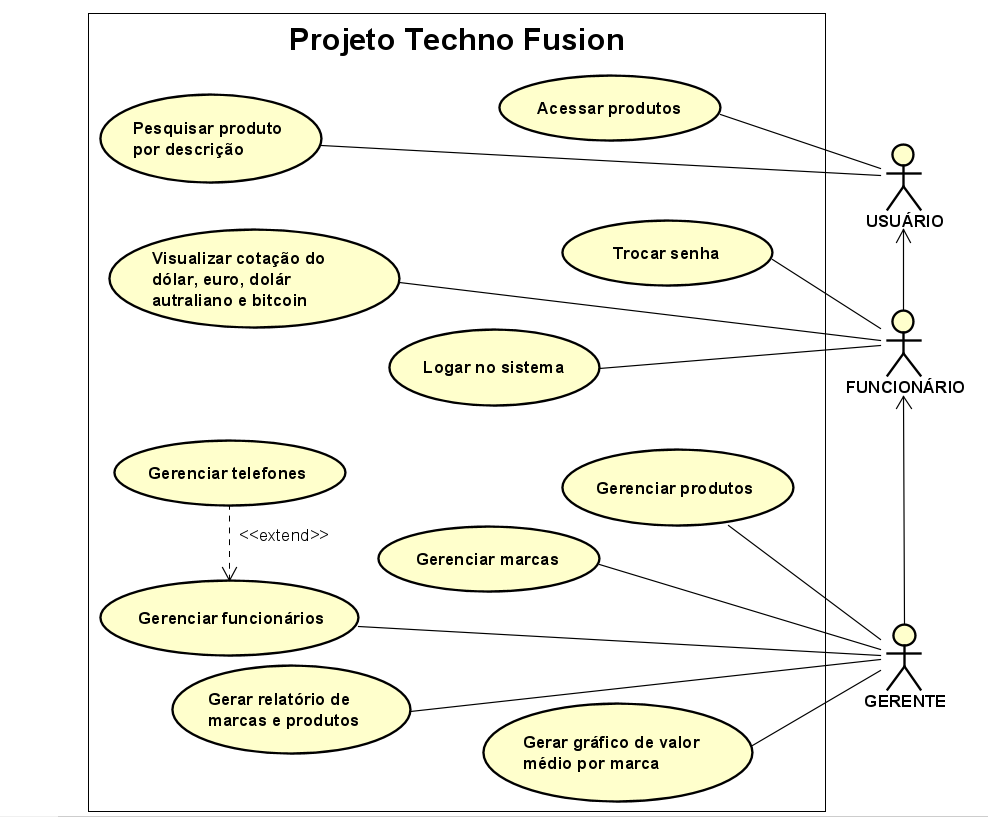 Projeto Techno Fusion
Acessar produtos
Pesquisar produto
por descrição
USUÁRIO
Visualizar cotação do
dólar, euro, dolár
autraliano e bitcoin
Trocar senha
Logar no sistema
FUNCIONÁRIO
Gerenciar telefones
Gerenciar produtos
<<extend>>
Gerenciar marcas
Gerenciar funcionários
Gerar relatório de
marcas e produtos
GERENTE
Gerar gráfico de valor
médio por marca